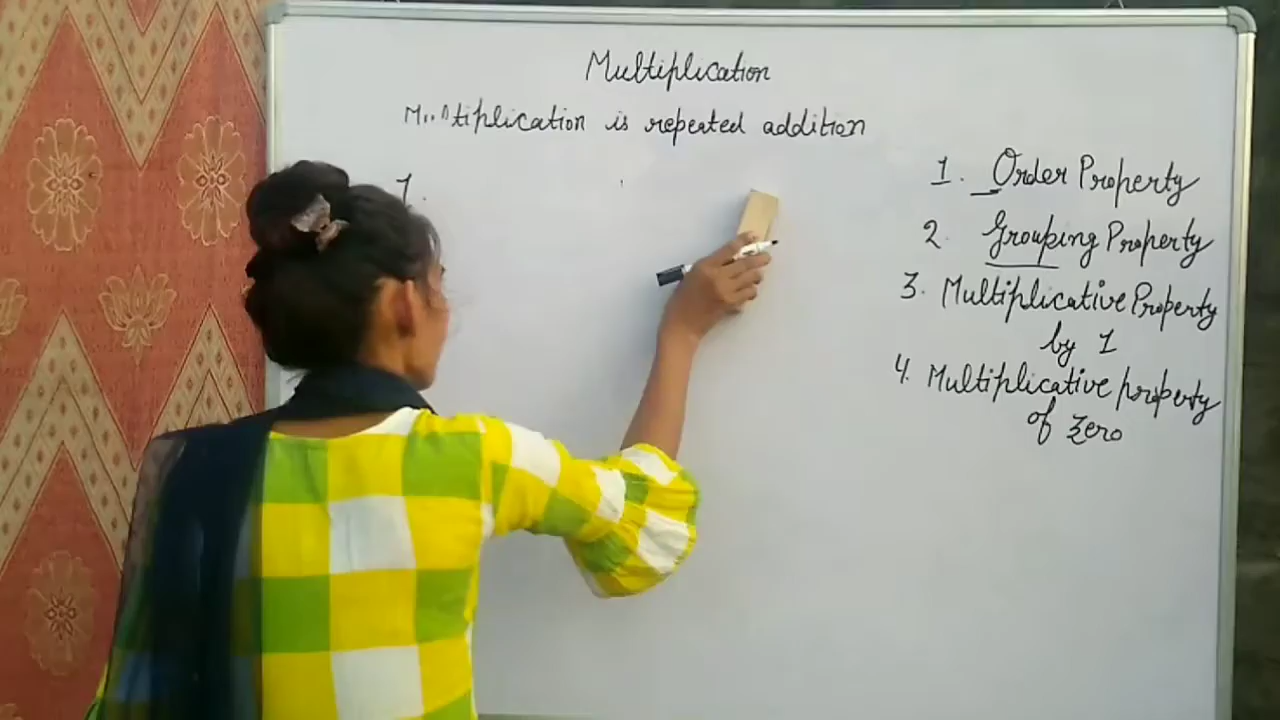 Multiplication
Multiplication is repeated addition
1.
1. Order Property
2. Grouping Property
3. Multiplicative Property
by 1
4. Multiplicative property
of Zero